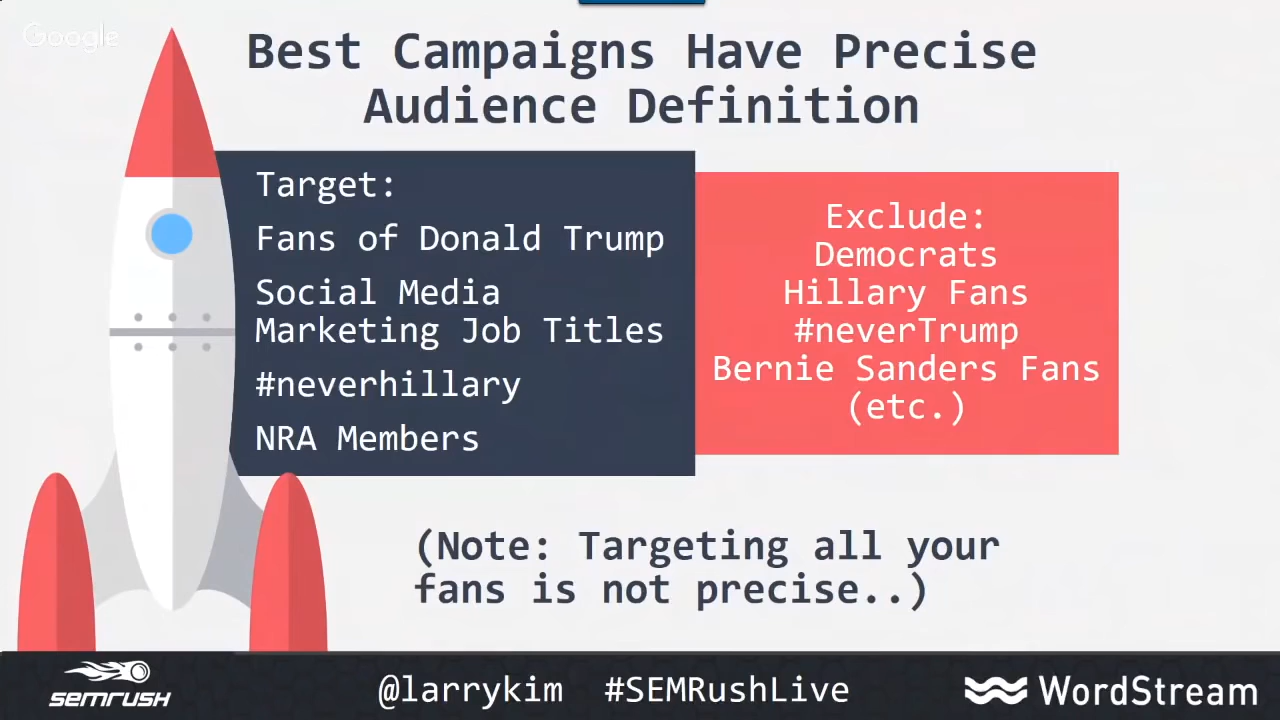 Google
Best Campaigns Have Precise
Audience Definition
Target:
Fans of Donald Trump
Social Media
Marketing Job Titles
#neverhillary
NRA Members
Exclude:
Democrats
Hillary Fans
#neverTrump
Bernie Sanders Fans
(etc.)
(Note: Targeting all your
fans is not precise..)
semrush
@larrykim #SEMRushLive
WordStream